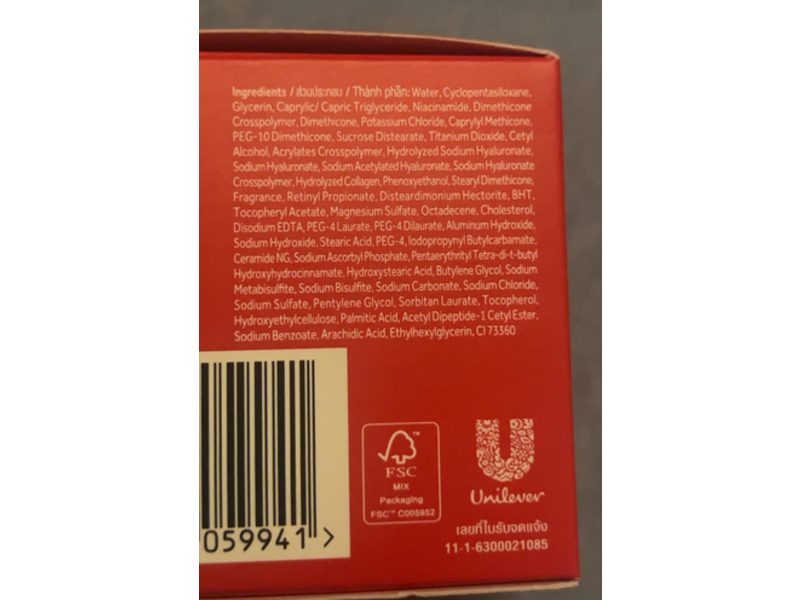 Ingredients / ส่วนประกอบ / Thành phần: Water, Cyclopentasiloxane,
Glycerin, Caprylic/ Capric Triglyceride, Niacinamide, Dimethicone
Crosspolymer, Dimethicone, Potassium Chloride, Caprylyl Methicone,
PEG-10 Dimethicone, Sucrose Distearate, Titanium Dioxide, Cetyl
Alcohol, Acrylates Crosspolymer, Hydrolyzed Sodium Hyaluronate,
Sodium Hyaluronate, Sodium Acetylated Hyaluronate, Sodium Hyaluronate
Crosspolymer, Hydrolyzed Collagen, Phenoxyethanol, Stearyl Dimethicone,
Fragrance, Retinyl Propionate, Disteardimonium Hectorite, BHT,
Tocopheryl Acetate, Magnesium Sulfate, Octadecene, Cholesterol,
Disodium EDTA, PEG-4 Laurate, PEG-4 Dilaurate, Aluminum Hydroxide,
Sodium Hydroxide, Stearic Acid, PEG-4, Iodopropynyl Butylcarbamate,
Ceramide NG, Sodium Ascorbyl Phosphate, Pentaerythrityl Tetra-di-t-butyl
Hydroxyhydrocinnamate, Hydroxystearic Acid, Butylene Glycol, Sodium
Metabisulfite, Sodium Bisulfite, Sodium Carbonate, Sodium Chloride,
Sodium Sulfate, Pentylene Glycol, Sorbitan Laurate, Tocopherol,
Hydroxyethylcellulose, Palmitic Acid, Acetyl Dipeptide-1 Cetyl Ester,
Sodium Benzoate, Arachidic Acid, Ethylhexylglycerin, CI 73360
059941 >
FSC
MIX
Packaging
FSC™ C005952
Unilever
เลขที่ใบรับจดแจ้ง
11-1-6300021085